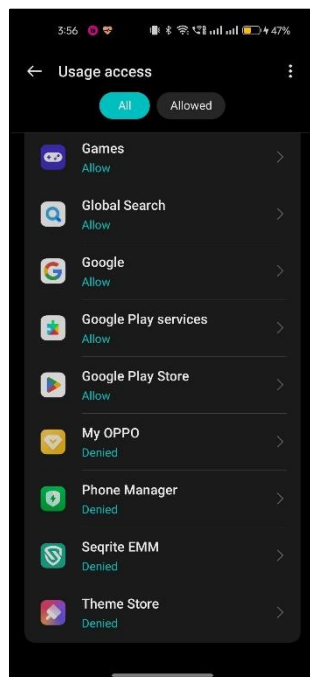 3:56 47%
Usage access
All Allowed
Games
Allow
Global Search
Allow
Google
Allow
Google Play services
Allow
Google Play Store
Allow
My OPPO
Denied
Phone Manager
Denied
Seqrite EMM
Denied
Theme Store
Denied